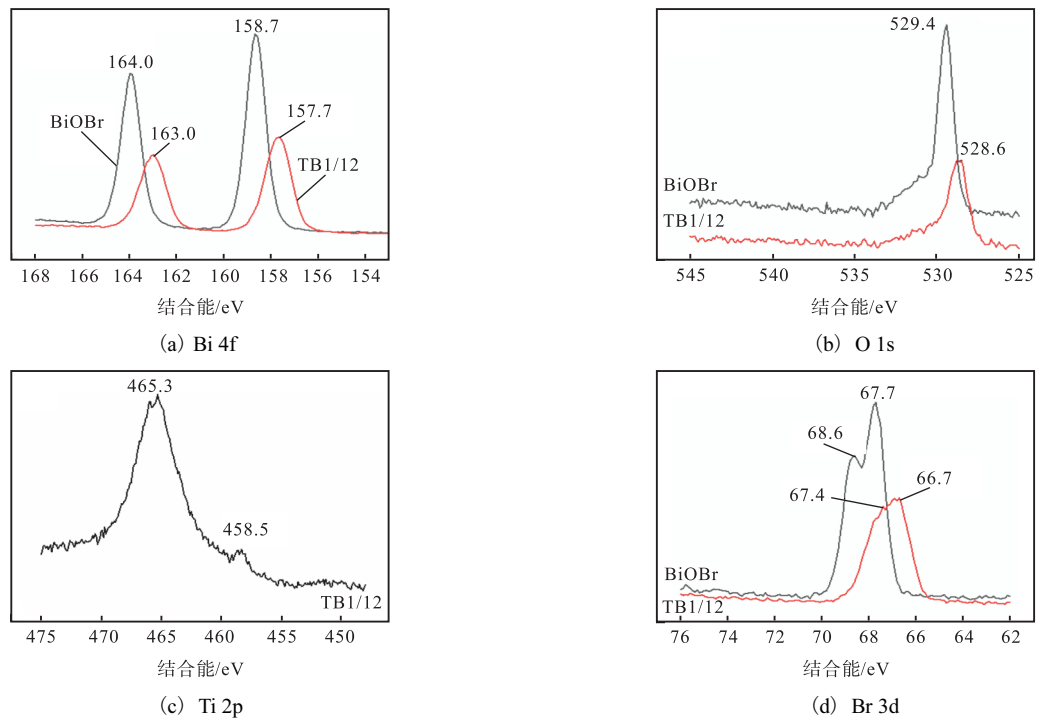 158.7
164.0
BiOBr
163.0
157.7
TB1/12
168 166 164 162 160 158 156 154
结合能/eV
(a) Bi 4f
529.4
528.6
BiOBr
TB1/12
545 540 535 530 525
结合能/eV
(b) O 1s
465.3
458.5
TB1/12
475 470 465 460 455 450
结合能/eV
(c) Ti 2p
67.7
68.6
67.4
66.7
BiOBr
TB1/12
76 74 72 70 68 66 64 62
结合能/eV
(d) Br 3d